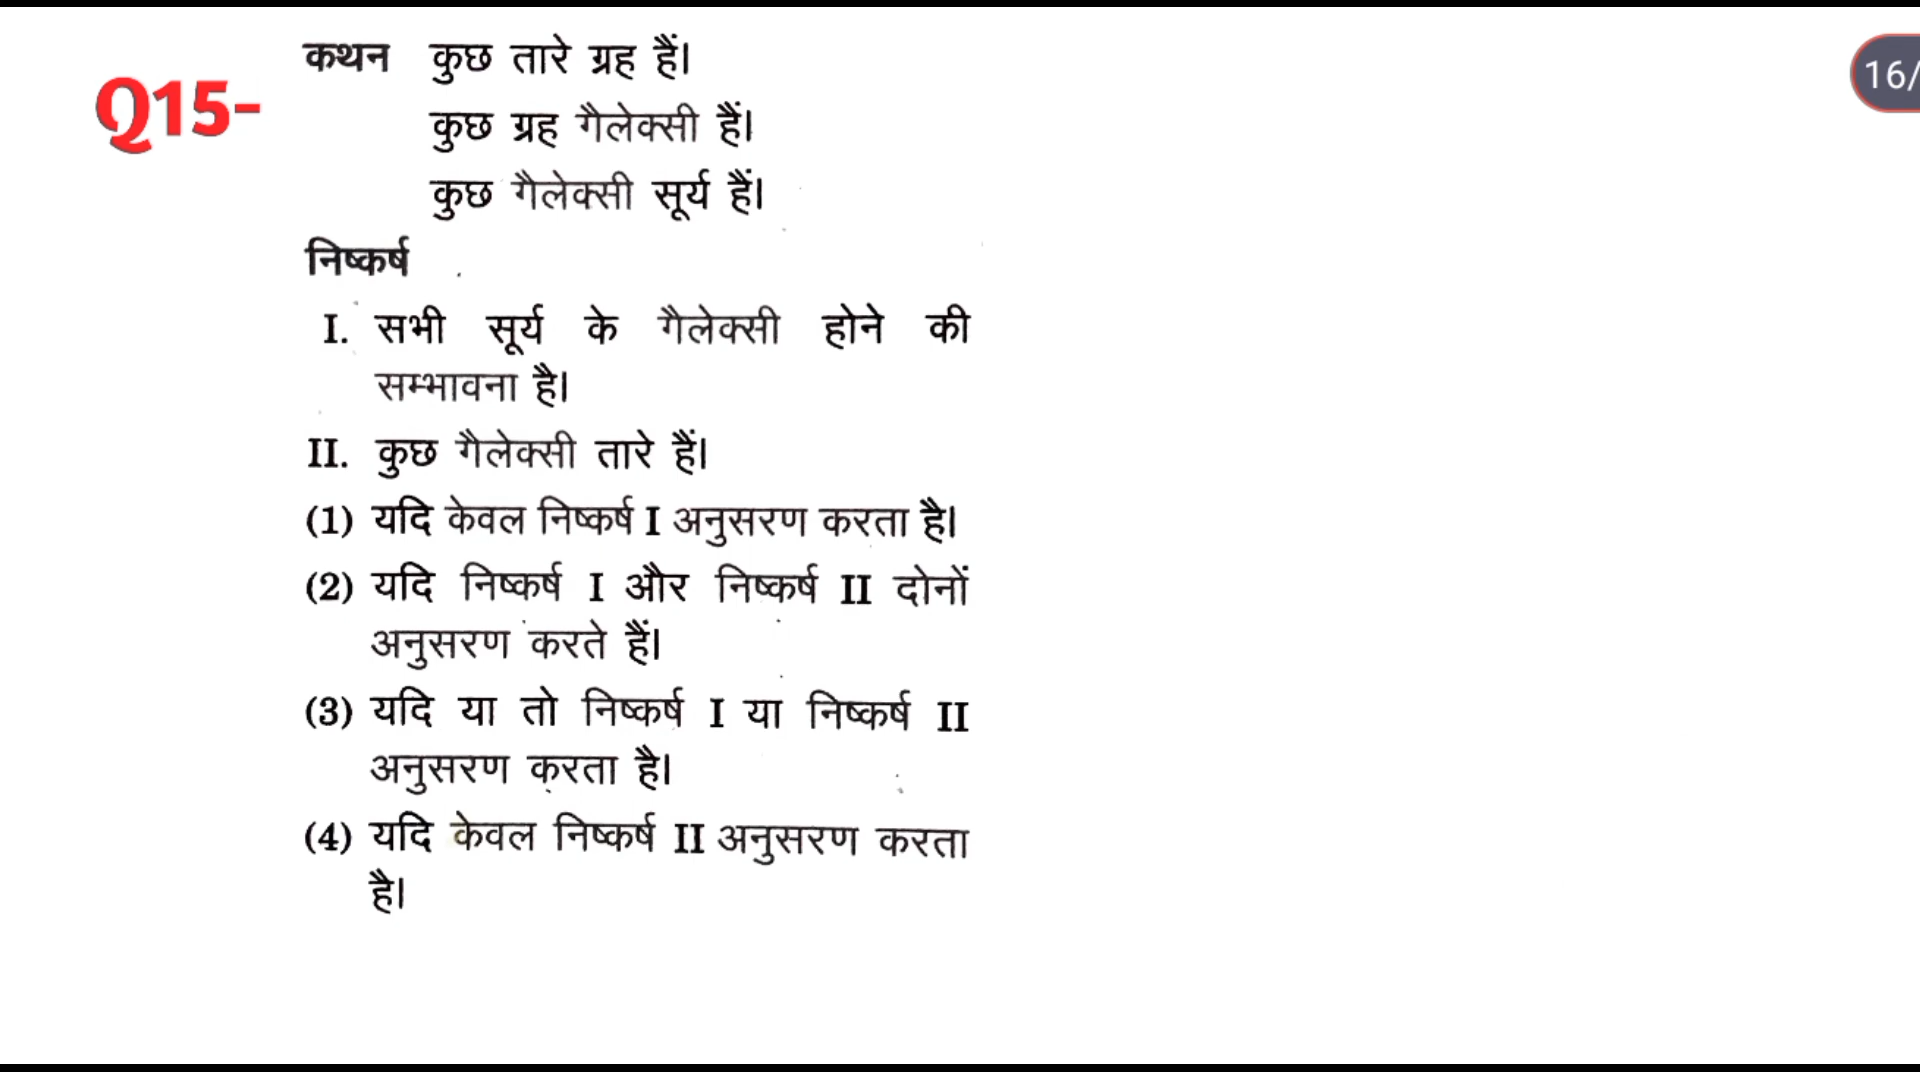 Q15-
कथन कुछ तारे ग्रह हैं।
कुछ ग्रह गैलेक्सी हैं।
कुछ गैलेक्सी सूर्य हैं।
निष्कर्ष
I. सभी सूर्य के गैलेक्सी होने की
सम्भावना है।
II. कुछ गैलेक्सी तारे हैं।
(1) यदि केवल निष्कर्ष I अनुसरण करता है।
(2) यदि निष्कर्ष I और निष्कर्ष II दोनों
अनुसरण करते हैं।
(3) यदि या तो निष्कर्ष I या निष्कर्ष II
अनुसरण करता है।
(4) यदि केवल निष्कर्ष II अनुसरण करता
है।
16/